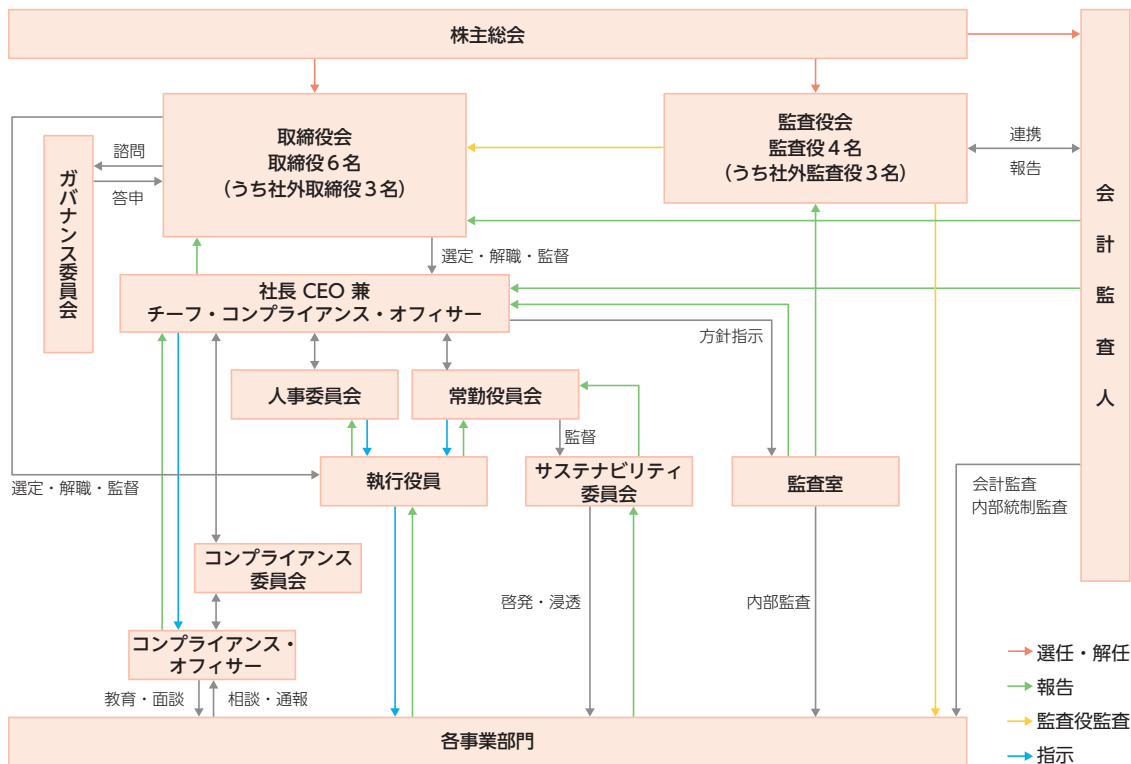 株主総会
取締役会
取締役６名
（うち社外取締役３名）
監査役会
監査役４名
（うち社外監査役３名）
連携
報告
会計監査人
諮問
答申
ガバナンス委員会
選定・解職・監督
社長 CEO 兼
チーフ・コンプライアンス・オフィサー
方針指示
人事委員会
常勤役員会
監督
選定・解職・監督
執行役員
サステナビリティ
委員会
監査室
会計監査
内部統制監査
コンプライアンス
委員会
啓発・浸透
内部監査
コンプライアンス・
オフィサー
教育・面談
相談・通報
各事業部門
選任・解任
報告
監査役監査
指示